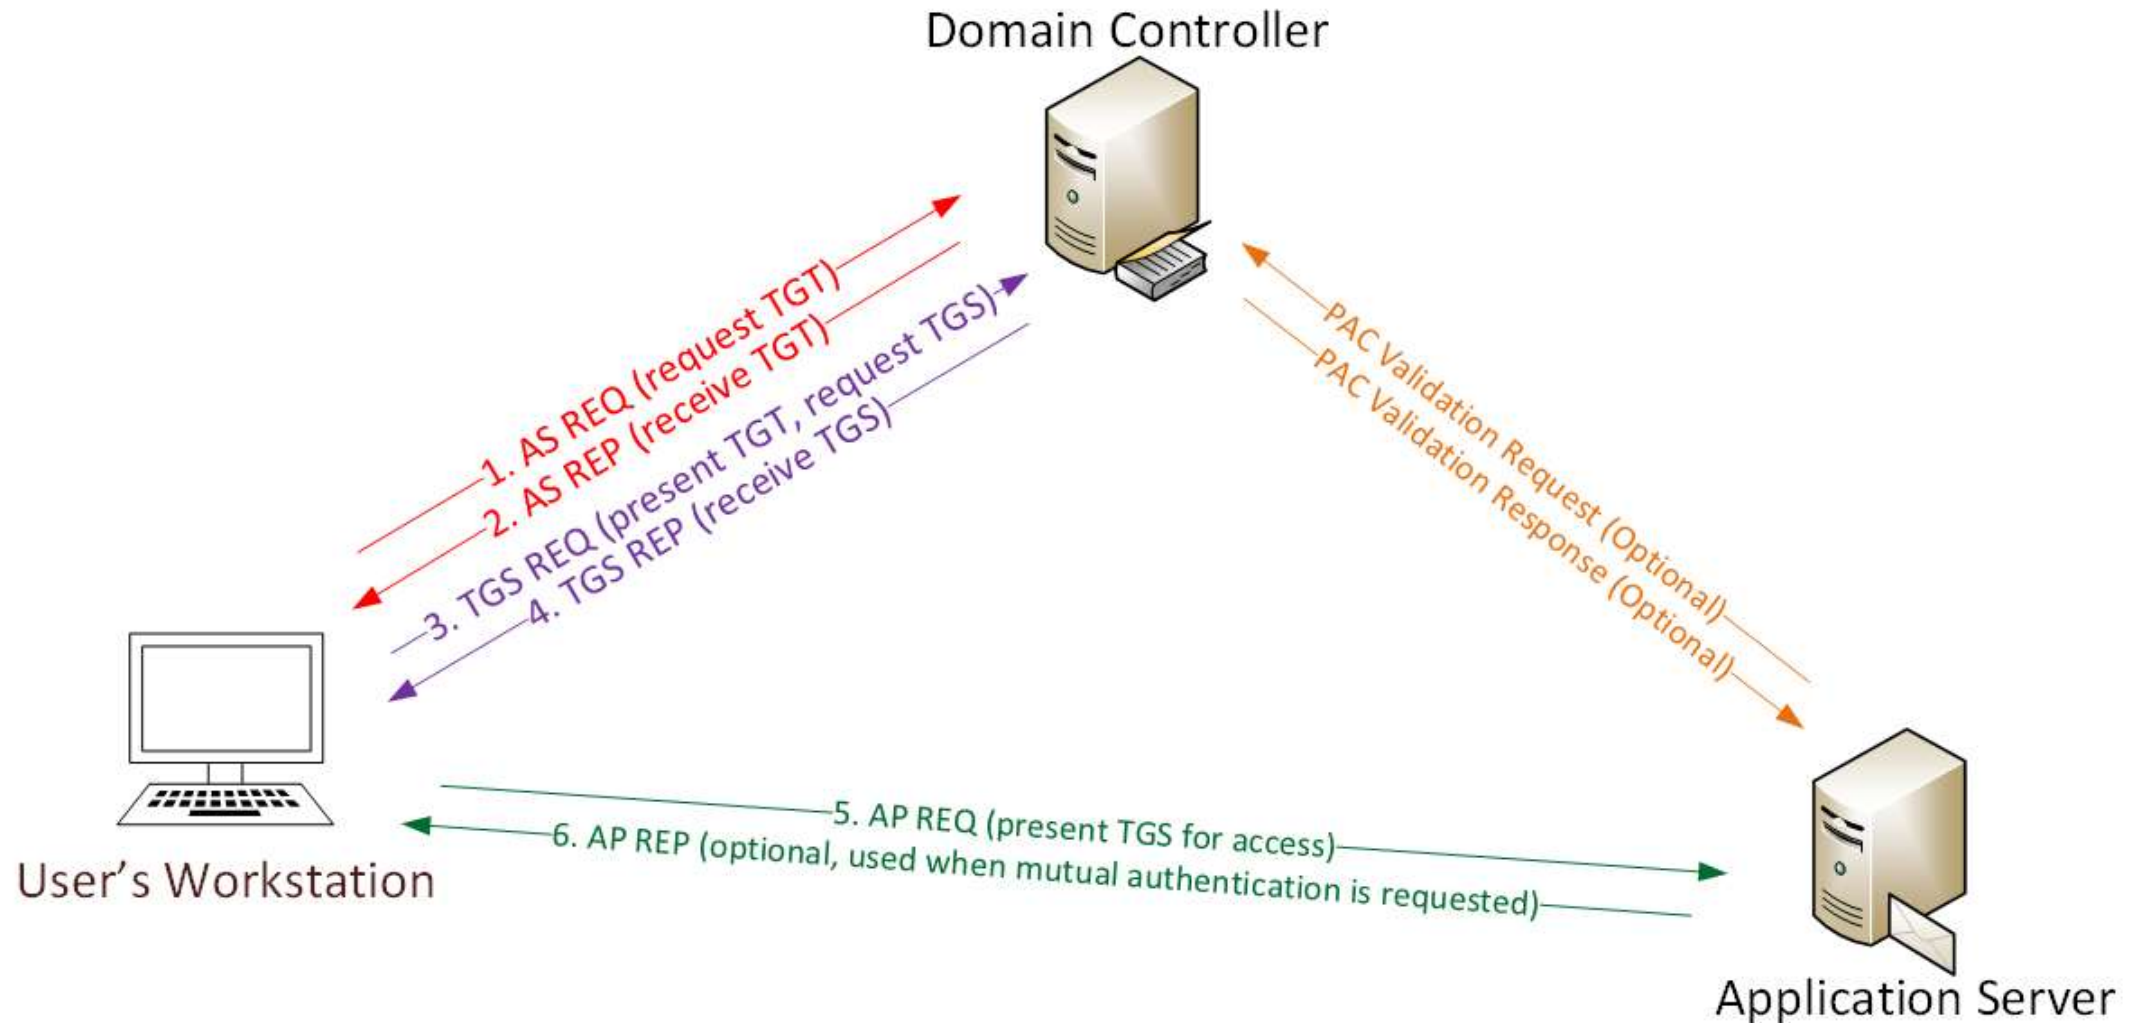 Domain Controller
1. AS REQ (request TGT)
2. AS REP (receive TGT)
3. TGS REQ (present TGT, request TGS)
4. TGS REP (receive TGS)
PAC Validation Request (Optional)
PAC Validation Response (Optional)
5. AP REQ (present TGS for access)
6. AP REP (optional, used when mutual authentication is requested)
User’s Workstation
Application Server